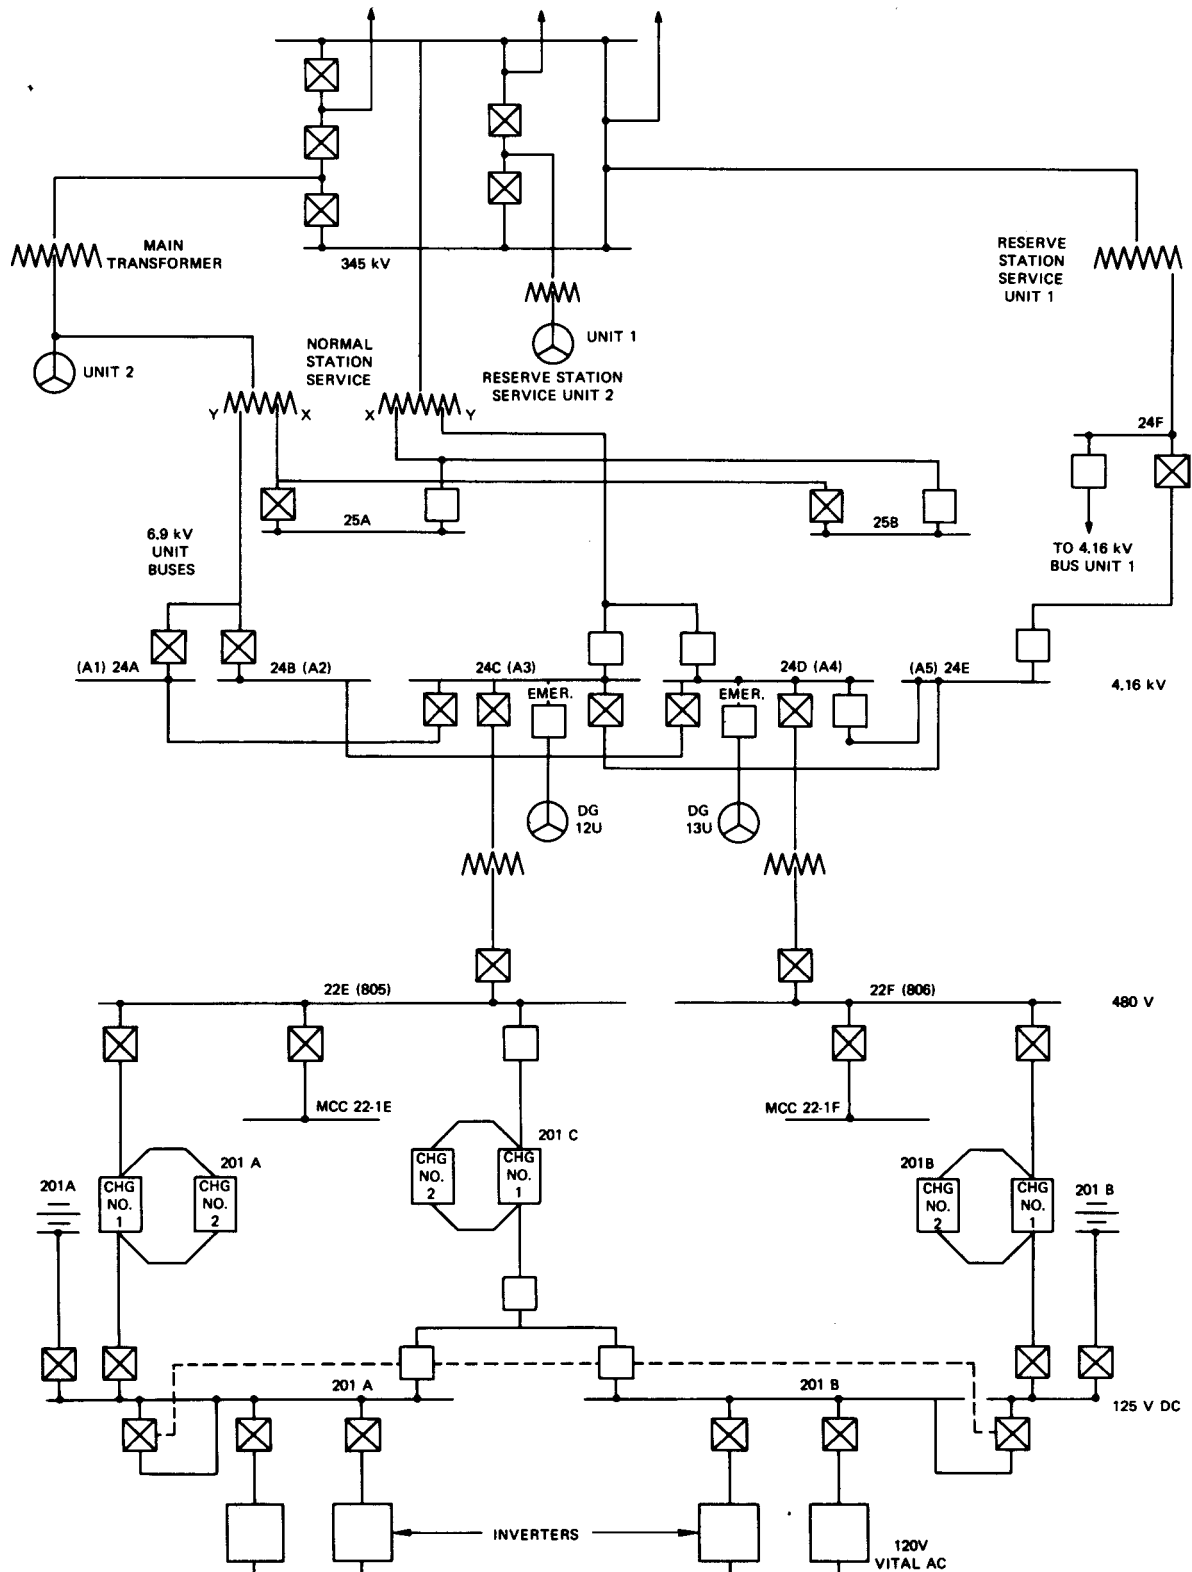 MAIN
TRANSFORMER
345 kV
RESERVE
STATION
SERVICE
UNIT 1
UNIT 1
RESERVE STATION
SERVICE UNIT 2
NORMAL
STATION
SERVICE
UNIT 2
Y
X
X
Y
24F
25A
25B
6.9 kV
UNIT
BUSES
TO 4.16 kV
BUS UNIT 1
(A1) 24A
24B (A2)
24C (A3)
24D (A4)
(A5) 24E
4.16 kV
EMER.
EMER.
DG
12U
DG
13U
22E (805)
22F (806)
480 V
MCC 22-1E
MCC 22-1F
201 C
CHG
NO.
2
CHG
NO.
1
201A
201 A
CHG
NO.
1
CHG
NO.
2
201B
201 B
CHG
NO.
2
CHG
NO.
1
201 A
201 B
125 V DC
INVERTERS
120V
VITAL AC